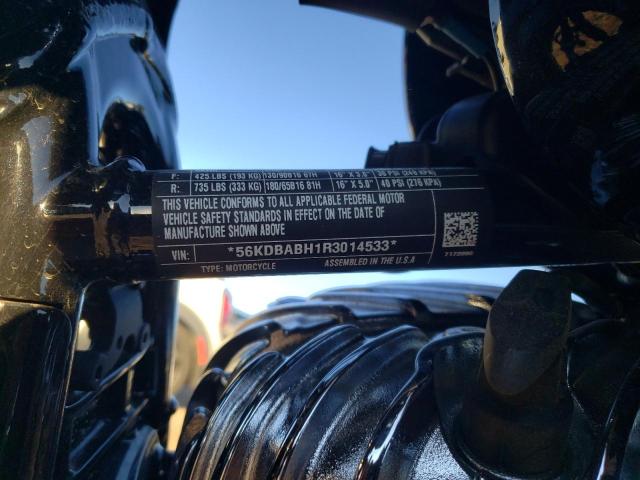 F: 425 LBS (193 KG) 130/90B16 67H 16" X 3.5" 36 PSI (248 KPA)
R: 735 LBS (333 KG) 180/65B16 81H 16" X 5.0" 40 PSI (276 KPA)
THIS VEHICLE CONFORMS TO ALL APPLICABLE FEDERAL MOTOR
VEHICLE SAFETY STANDARDS IN EFFECT ON THE DATE OF
MANUFACTURE SHOWN ABOVE
VIN: *56KDBABH1R3014533*
TYPE: MOTORCYCLE ASSEMBLED IN THE U.S.A